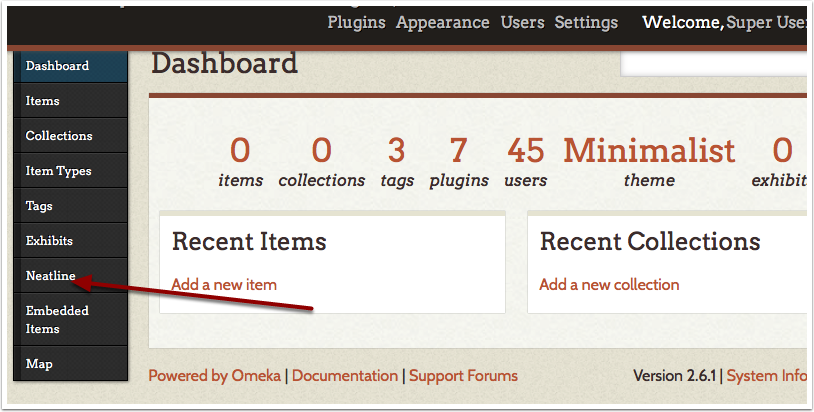 Plugins Appearance Users Settings Welcome, Super User
Dashboard
Items
Collections
Item Types
Tags
Exhibits
Neatline
Embedded
Items
Map
Dashboard
0 0 3 7 45 Minimalist 0
items collections tags plugins users theme exhibit
Recent Items
Add a new item
Recent Collections
Add a new collection
Powered by Omeka | Documentation | Support Forums
Version 2.6.1 | System Info